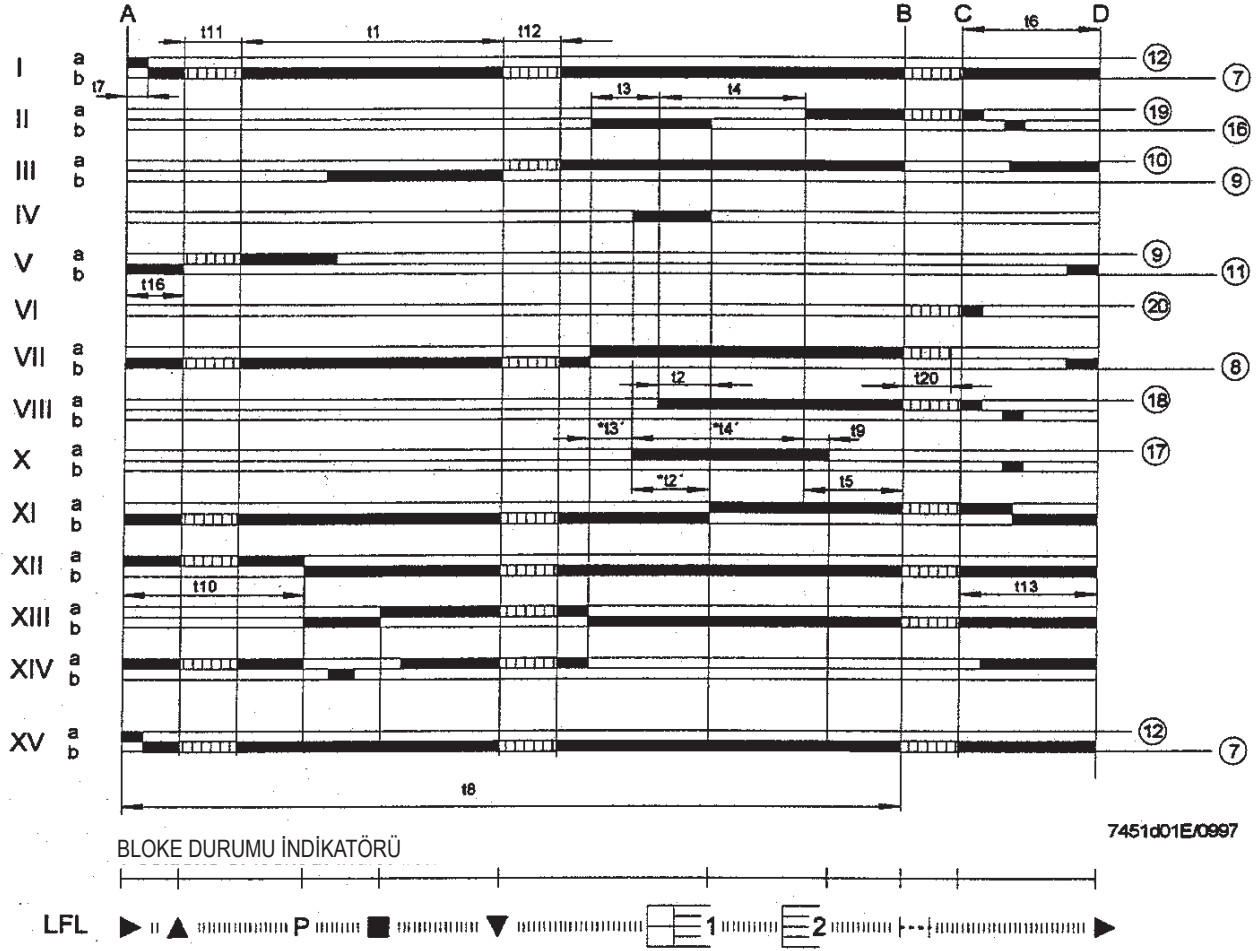 A B C D
t11 t1 t12 t6
I a b 12 7
t7
t3 t4
II a b 19 16
III a b 10 9
IV
V a b 9 11
t16
VI 20
VII a b 8
t2 t20
VIII a b 18
"t3' "t4' t9
X a b 17
"t2' t5
XI a b
XII a b
t10 t13
XIII a b
XIV a b
XV a b 12 7
t8
7451d01E/0997
BLOKE DURUMU İNDİKATÖRÜ
LFL P 1 2